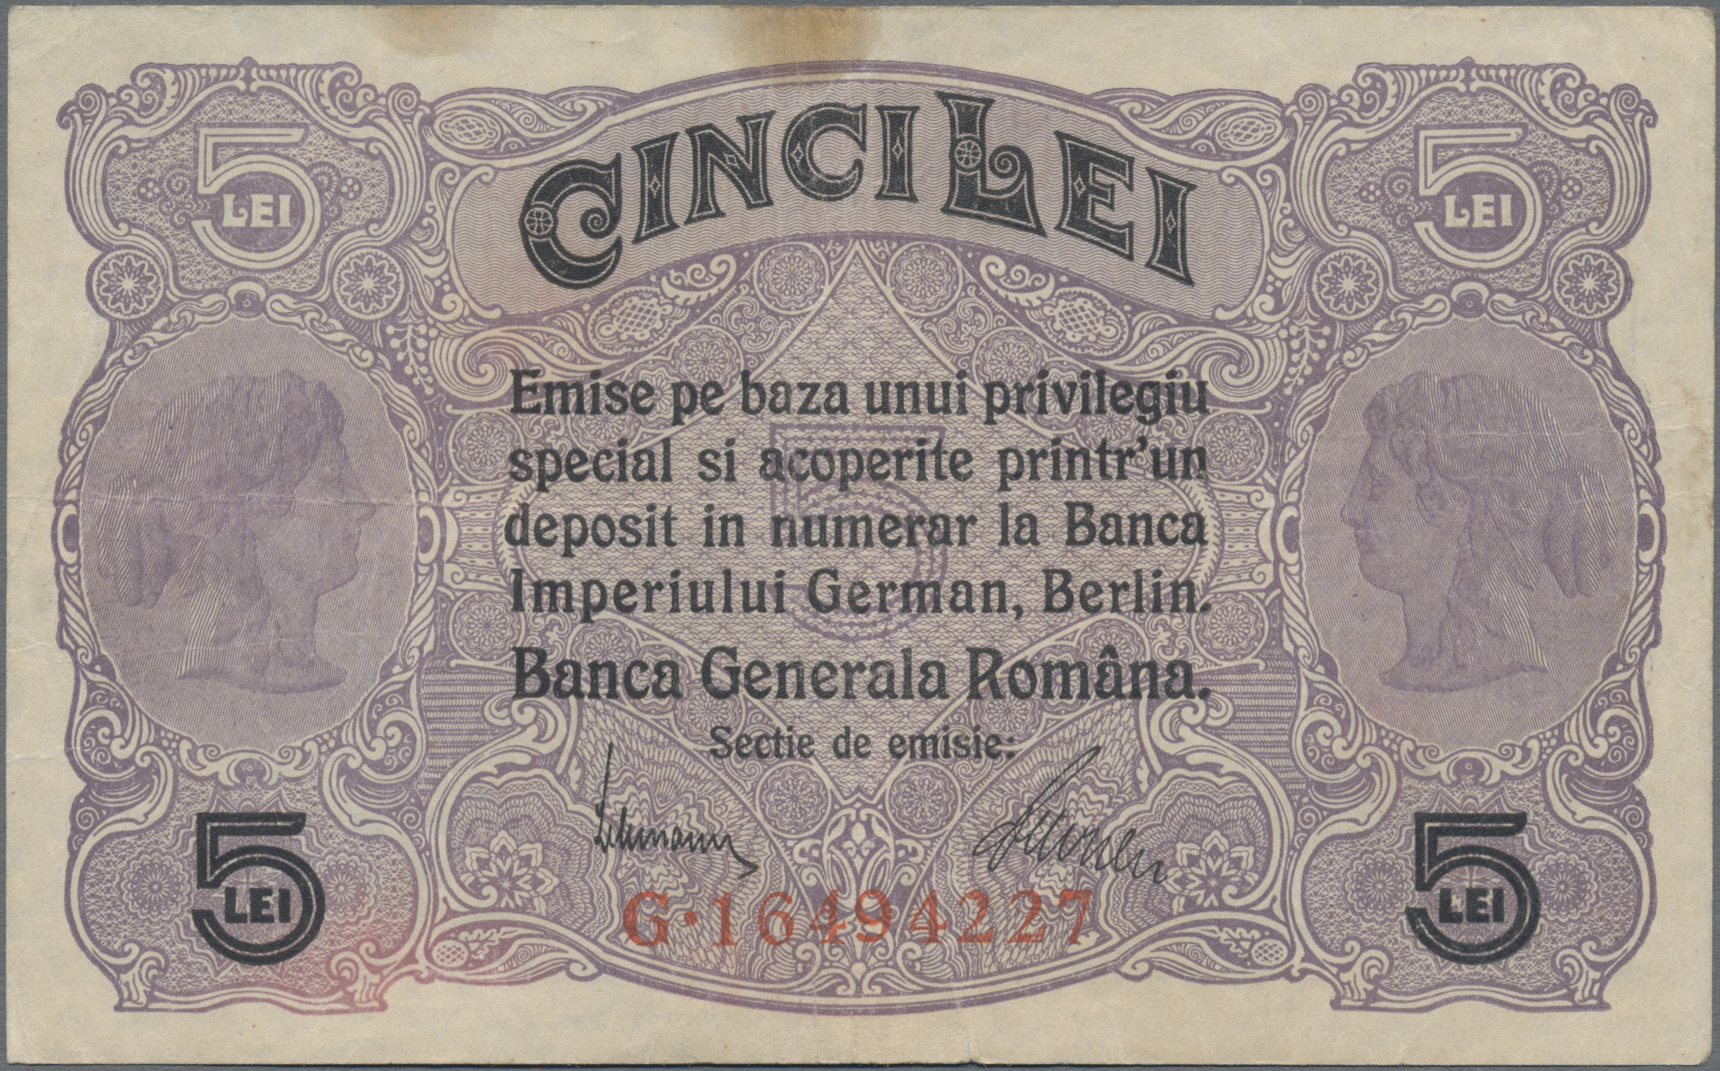 5 LEI
CINCI LEI
5 LEI
Emise pe baza unui privilegiu
special si acoperite printr'un
deposit in numerar la Banca
Imperiului German, Berlin.
Banca Generala Româna.
Sectie de emisie:
5 LEI
G·16494227
5 LEI